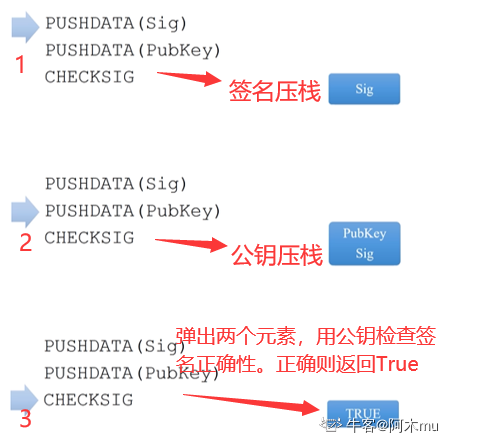 PUSHDATA(Sig)
PUSHDATA(PubKey)
1
CHECKSIG
签名压栈
Sig
PUSHDATA(Sig)
PUSHDATA(PubKey)
2
CHECKSIG
公钥压栈
PubKey
Sig
弹出两个元素，用公钥检查签
名正确性。正确则返回True
PUSHDATA(Sig)
PUSHDATA(PubKey)
CHECKSIG
3
TRUE
牛客@阿木mu